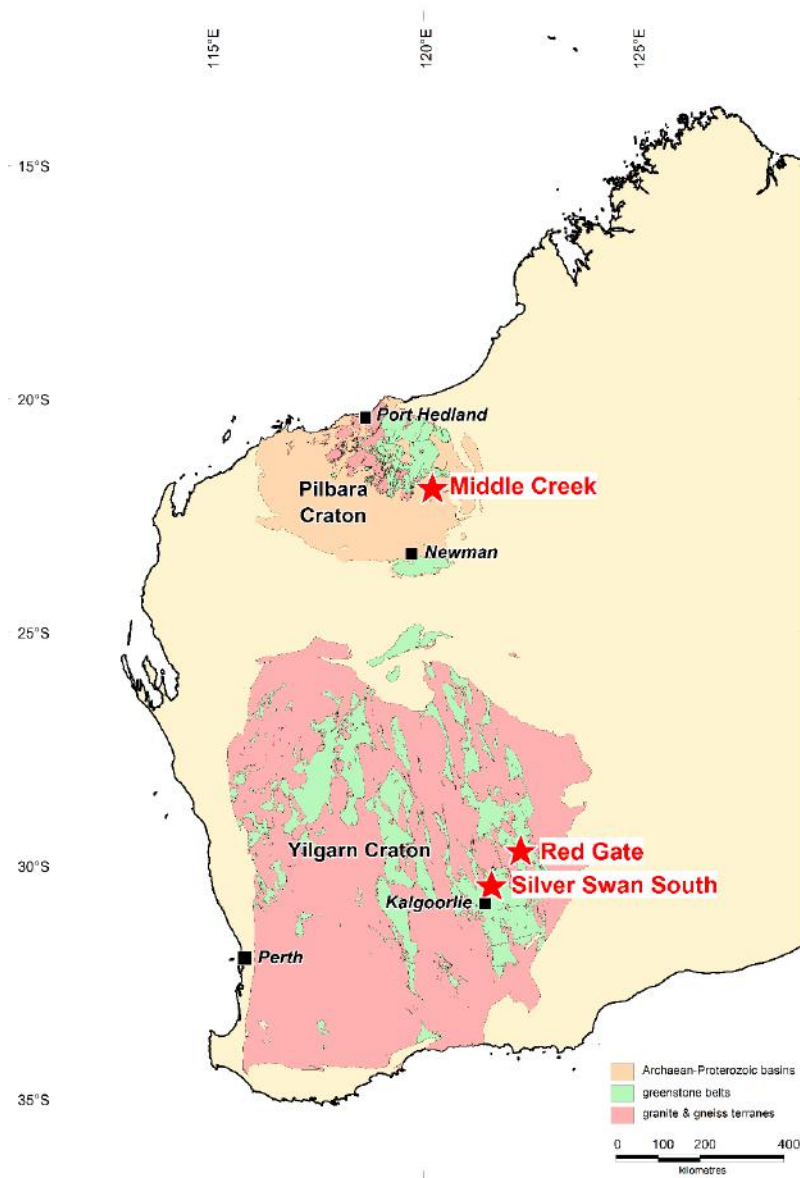 115°E
120°E
125°E
15°S
20°S
Port Hedland
Pilbara
Craton
Middle Creek
Newman
25°S
Yilgarn Craton
Red Gate
30°S
Silver Swan South
Kalgoorlie
Perth
Archaean-Proterozoic basins
greenstone belts
granite & gneiss terranes
35°S
0 100 200 400
kilometres